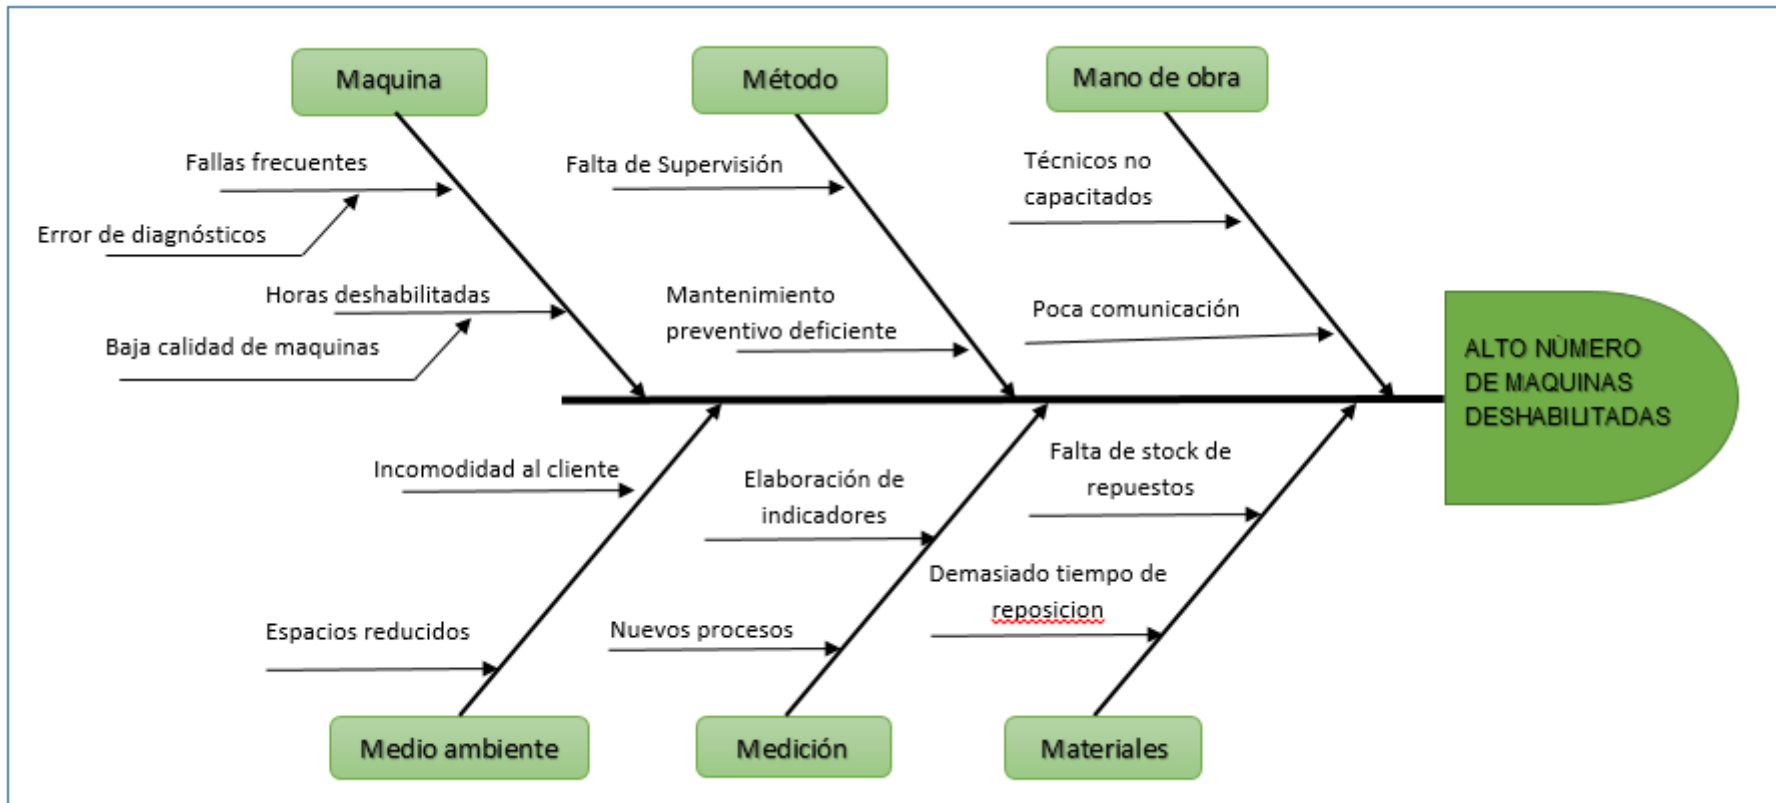 Maquina
Método
Mano de obra
Fallas frecuentes
Falta de Supervisión
Técnicos no
capacitados
Error de diagnósticos
Horas deshabilitadas
Mantenimiento
preventivo deficiente
Poca comunicación
Baja calidad de maquinas
ALTO NÙMERO
DE MAQUINAS
DESHABILITADAS
Incomodidad al cliente
Elaboración de
indicadores
Falta de stock de
repuestos
Espacios reducidos
Nuevos procesos
Demasiado tiempo de
reposicion
Medio ambiente
Medición
Materiales